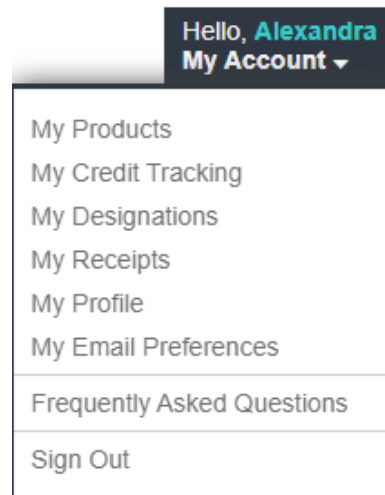 Hello, Alexandra
My Account
My Products
My Credit Tracking
My Designations
My Receipts
My Profile
My Email Preferences
Frequently Asked Questions
Sign Out